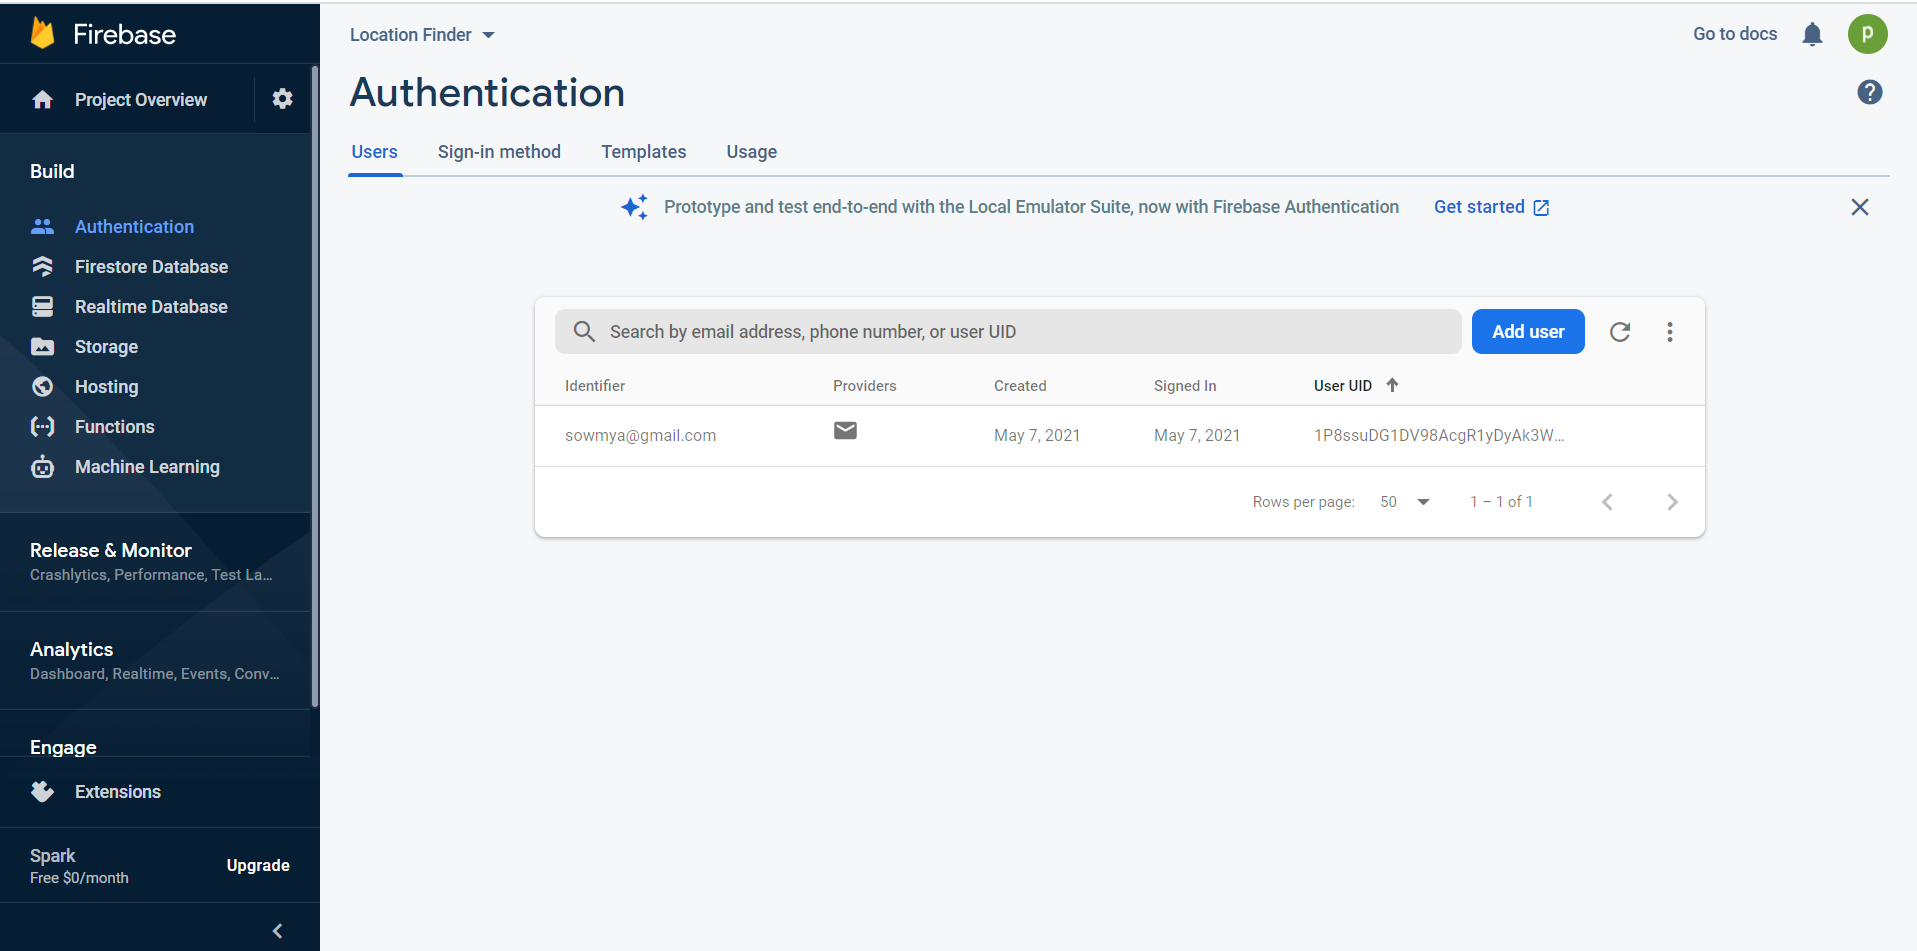 Firebase
Project Overview
Build
Authentication
Firestore Database
Realtime Database
Storage
Hosting
Functions
Machine Learning
Release & Monitor
Crashlytics, Performance, Test La...
Analytics
Dashboard, Realtime, Events, Conv...
Engage
Extensions
Spark
Free $0/month
Upgrade
Location Finder
Go to docs
p
Authentication
?
Users Sign-in method Templates Usage
Prototype and test end-to-end with the Local Emulator Suite, now with Firebase Authentication Get started
Search by email address, phone number, or user UID
Add user
Identifier Providers Created Signed In User UID
sowmya@gmail.com May 7, 2021 May 7, 2021 1P8ssuDG1DV98AcgR1yDyAk3W...
Rows per page: 50 1 – 1 of 1